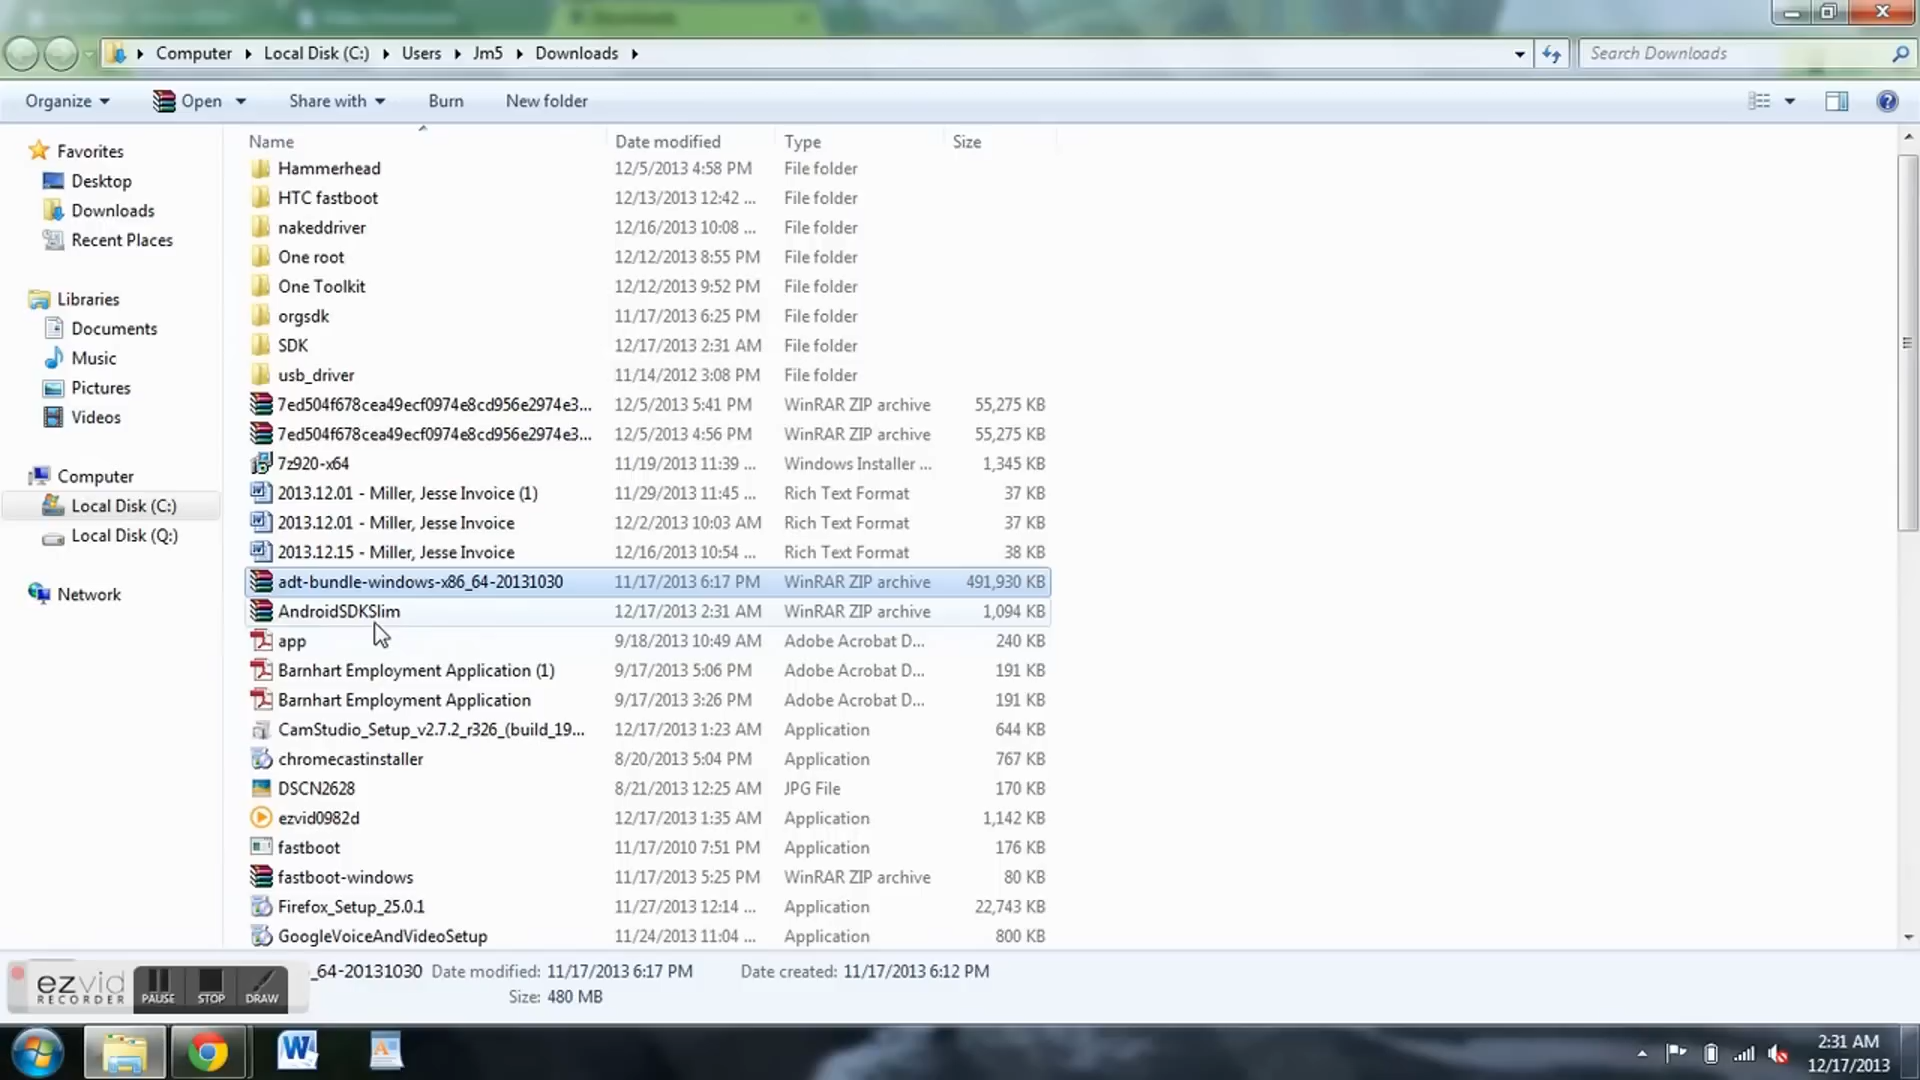 Computer Local Disk (C:) Users Jm5 Downloads
Search Downloads
Organize Open Share with Burn New folder
Name Date modified Type Size
Favorites
Desktop
Downloads
Recent Places
Libraries
Documents
Music
Pictures
Videos
Computer
Local Disk (C:)
Local Disk (Q:)
Network
Hammerhead 12/5/2013 4:58 PM File folder
HTC fastboot 12/13/2013 12:42 ... File folder
nakeddriver 12/16/2013 10:08 ... File folder
One root 12/12/2013 8:55 PM File folder
One Toolkit 12/12/2013 9:52 PM File folder
orgsdk 11/17/2013 6:25 PM File folder
SDK 12/17/2013 2:31 AM File folder
usb_driver 11/14/2012 3:08 PM File folder
7ed504f678cea49ecf0974e8cd956e2974e3... 12/5/2013 5:41 PM WinRAR ZIP archive 55,275 KB
7ed504f678cea49ecf0974e8cd956e2974e3... 12/5/2013 4:56 PM WinRAR ZIP archive 55,275 KB
7z920-x64 11/19/2013 11:39 ... Windows Installer ... 1,345 KB
2013.12.01 - Miller, Jesse Invoice (1) 11/29/2013 11:45 ... Rich Text Format 37 KB
2013.12.01 - Miller, Jesse Invoice 12/2/2013 10:03 AM Rich Text Format 37 KB
2013.12.15 - Miller, Jesse Invoice 12/16/2013 10:54 ... Rich Text Format 38 KB
adt-bundle-windows-x86_64-20131030 11/17/2013 6:17 PM WinRAR ZIP archive 491,930 KB
AndroidSDKSlim 12/17/2013 2:31 AM WinRAR ZIP archive 1,094 KB
app 9/18/2013 10:49 AM Adobe Acrobat D... 240 KB
Barnhart Employment Application (1) 9/17/2013 5:06 PM Adobe Acrobat D... 191 KB
Barnhart Employment Application 9/17/2013 3:26 PM Adobe Acrobat D... 191 KB
CamStudio_Setup_v2.7.2_r326_(build_19... 12/17/2013 1:23 AM Application 644 KB
chromecastinstaller 8/20/2013 5:04 PM Application 767 KB
DSCN2628 8/21/2013 12:25 AM JPG File 170 KB
ezvid0982d 12/17/2013 1:35 AM Application 1,142 KB
fastboot 11/17/2010 7:51 PM Application 176 KB
fastboot-windows 11/17/2013 5:25 PM WinRAR ZIP archive 80 KB
Firefox_Setup_25.0.1 11/27/2013 12:14 ... Application 22,743 KB
GoogleVoiceAndVideoSetup 11/24/2013 11:04 ... Application 800 KB
_64-20131030 Date modified: 11/17/2013 6:17 PM Date created: 11/17/2013 6:12 PM
Size: 480 MB
ezvid
RECORDER
PAUSE STOP DRAW
2:31 AM
12/17/2013